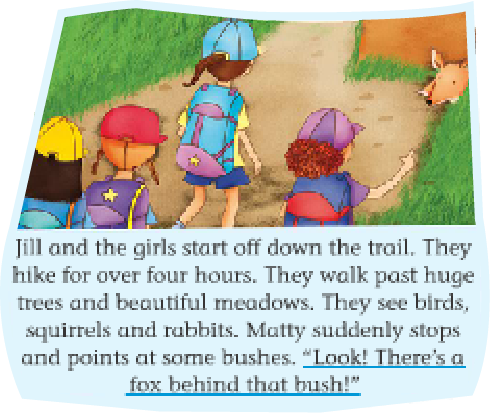 Jill and the girls start off down the trail. They
hike for over four hours. They walk past huge
trees and beautiful meadows. They see birds,
squirrels and rabbits. Matty suddenly stops
and points at some bushes. “Look! There’s a
fox behind that bush!”